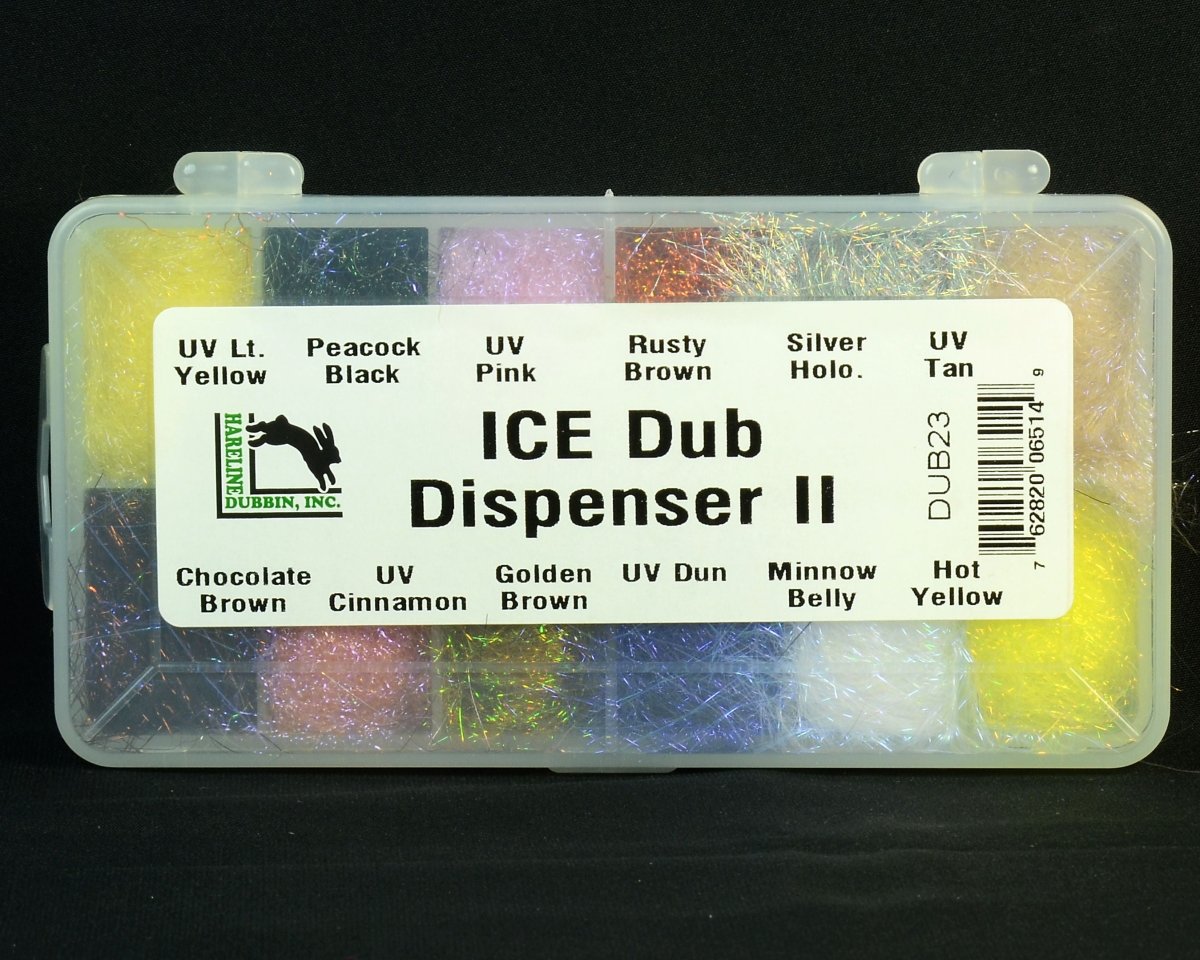 UV Lt.
Yellow
Peacock
Black
UV
Pink
Rusty
Brown
Silver
Holo.
UV
Tan
HARELINE
DUBBIN, INC.
ICE Dub
Dispenser II
DUB23
7 62820 06514 9
Chocolate
Brown
UV
Cinnamon
Golden
Brown
UV Dun
Minnow
Belly
Hot
Yellow